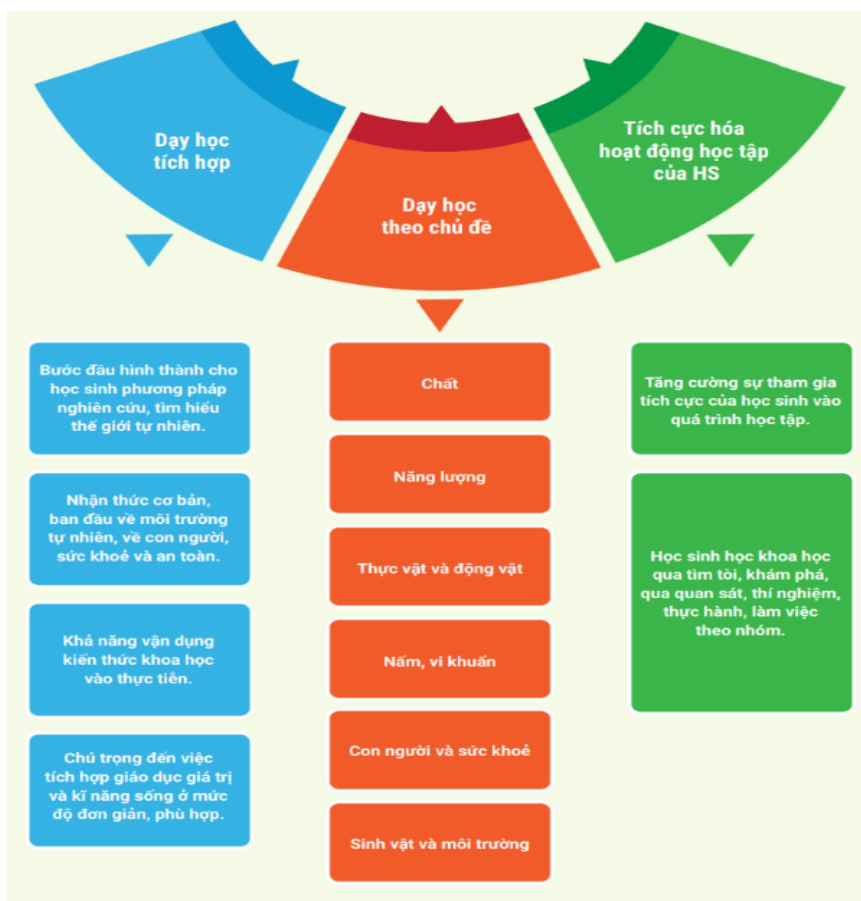 Dạy học
tích hợp
Dạy học
theo chủ đề
Tích cực hóa
hoạt động học tập
của HS
Bước đầu hình thành cho
học sinh phương pháp
nghiên cứu, tìm hiểu
thế giới tự nhiên.
Nhận thức cơ bản,
ban đầu về môi trường
tự nhiên, về con người,
sức khoẻ và an toàn.
Khả năng vận dụng
kiến thức khoa học
vào thực tiễn.
Chú trọng đến việc
tích hợp giáo dục giá trị
và kĩ năng sống ở mức
độ đơn giản, phù hợp.
Chất
Năng lượng
Thực vật và động vật
Nấm, vi khuẩn
Con người và sức khoẻ
Sinh vật và môi trường
Tăng cường sự tham gia
tích cực của học sinh vào
quá trình học tập.
Học sinh học khoa học
qua tìm tòi, khám phá,
qua quan sát, thí nghiệm,
thực hành, làm việc
theo nhóm.